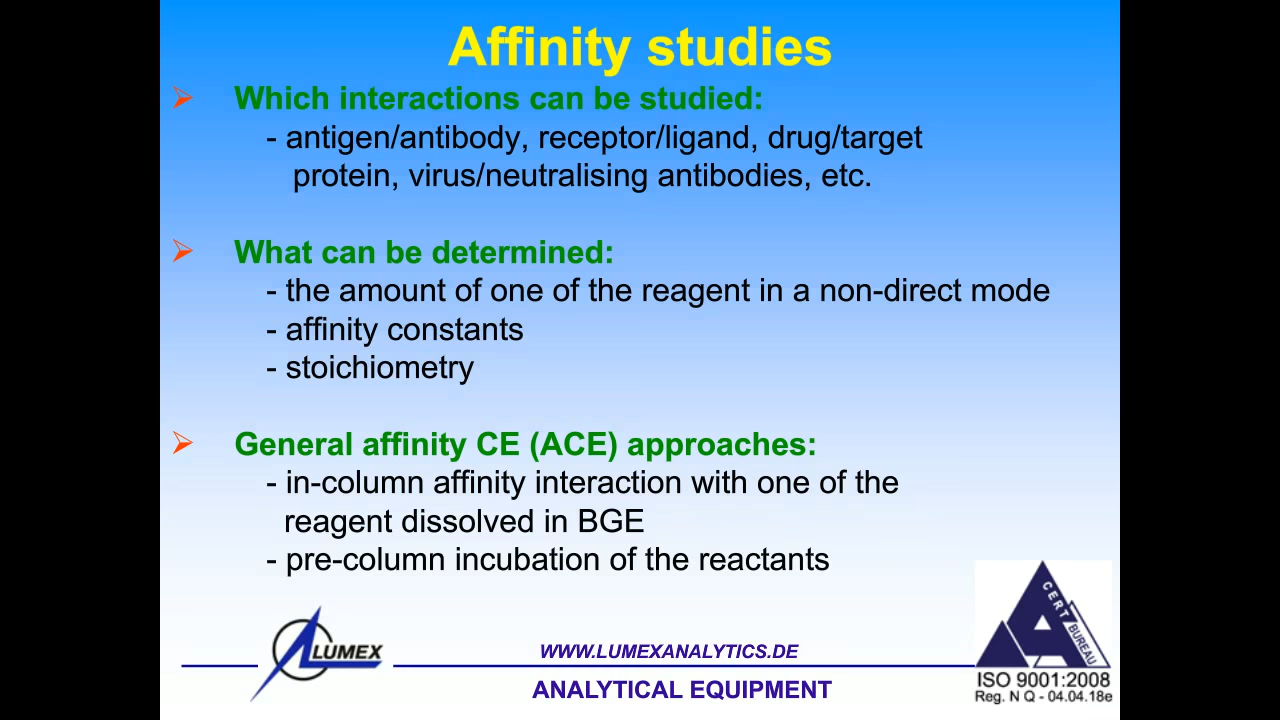 Affinity studies
Which interactions can be studied:
- antigen/antibody, receptor/ligand, drug/target
protein, virus/neutralising antibodies, etc.
What can be determined:
- the amount of one of the reagent in a non-direct mode
- affinity constants
- stoichiometry
General affinity CE (ACE) approaches:
- in-column affinity interaction with one of the
reagent dissolved in BGE
- pre-column incubation of the reactants
LUMEX
WWW.LUMEXANALYTICS.DE
ANALYTICAL EQUIPMENT
CERT
BUREAU
ISO 9001:2008
Reg. N Q - 04.04.18e